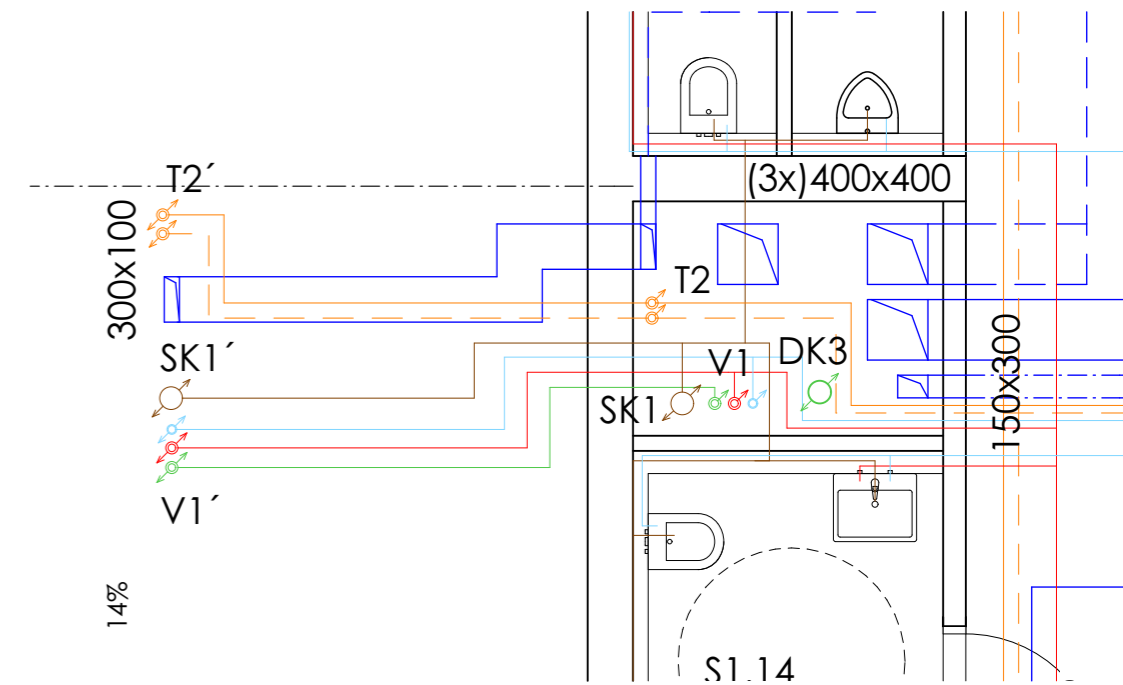 T2´
(3x)400x400
300x100
T2
SK1´
V1
DK3
150x300
SK1
V1´
14%
S1.14